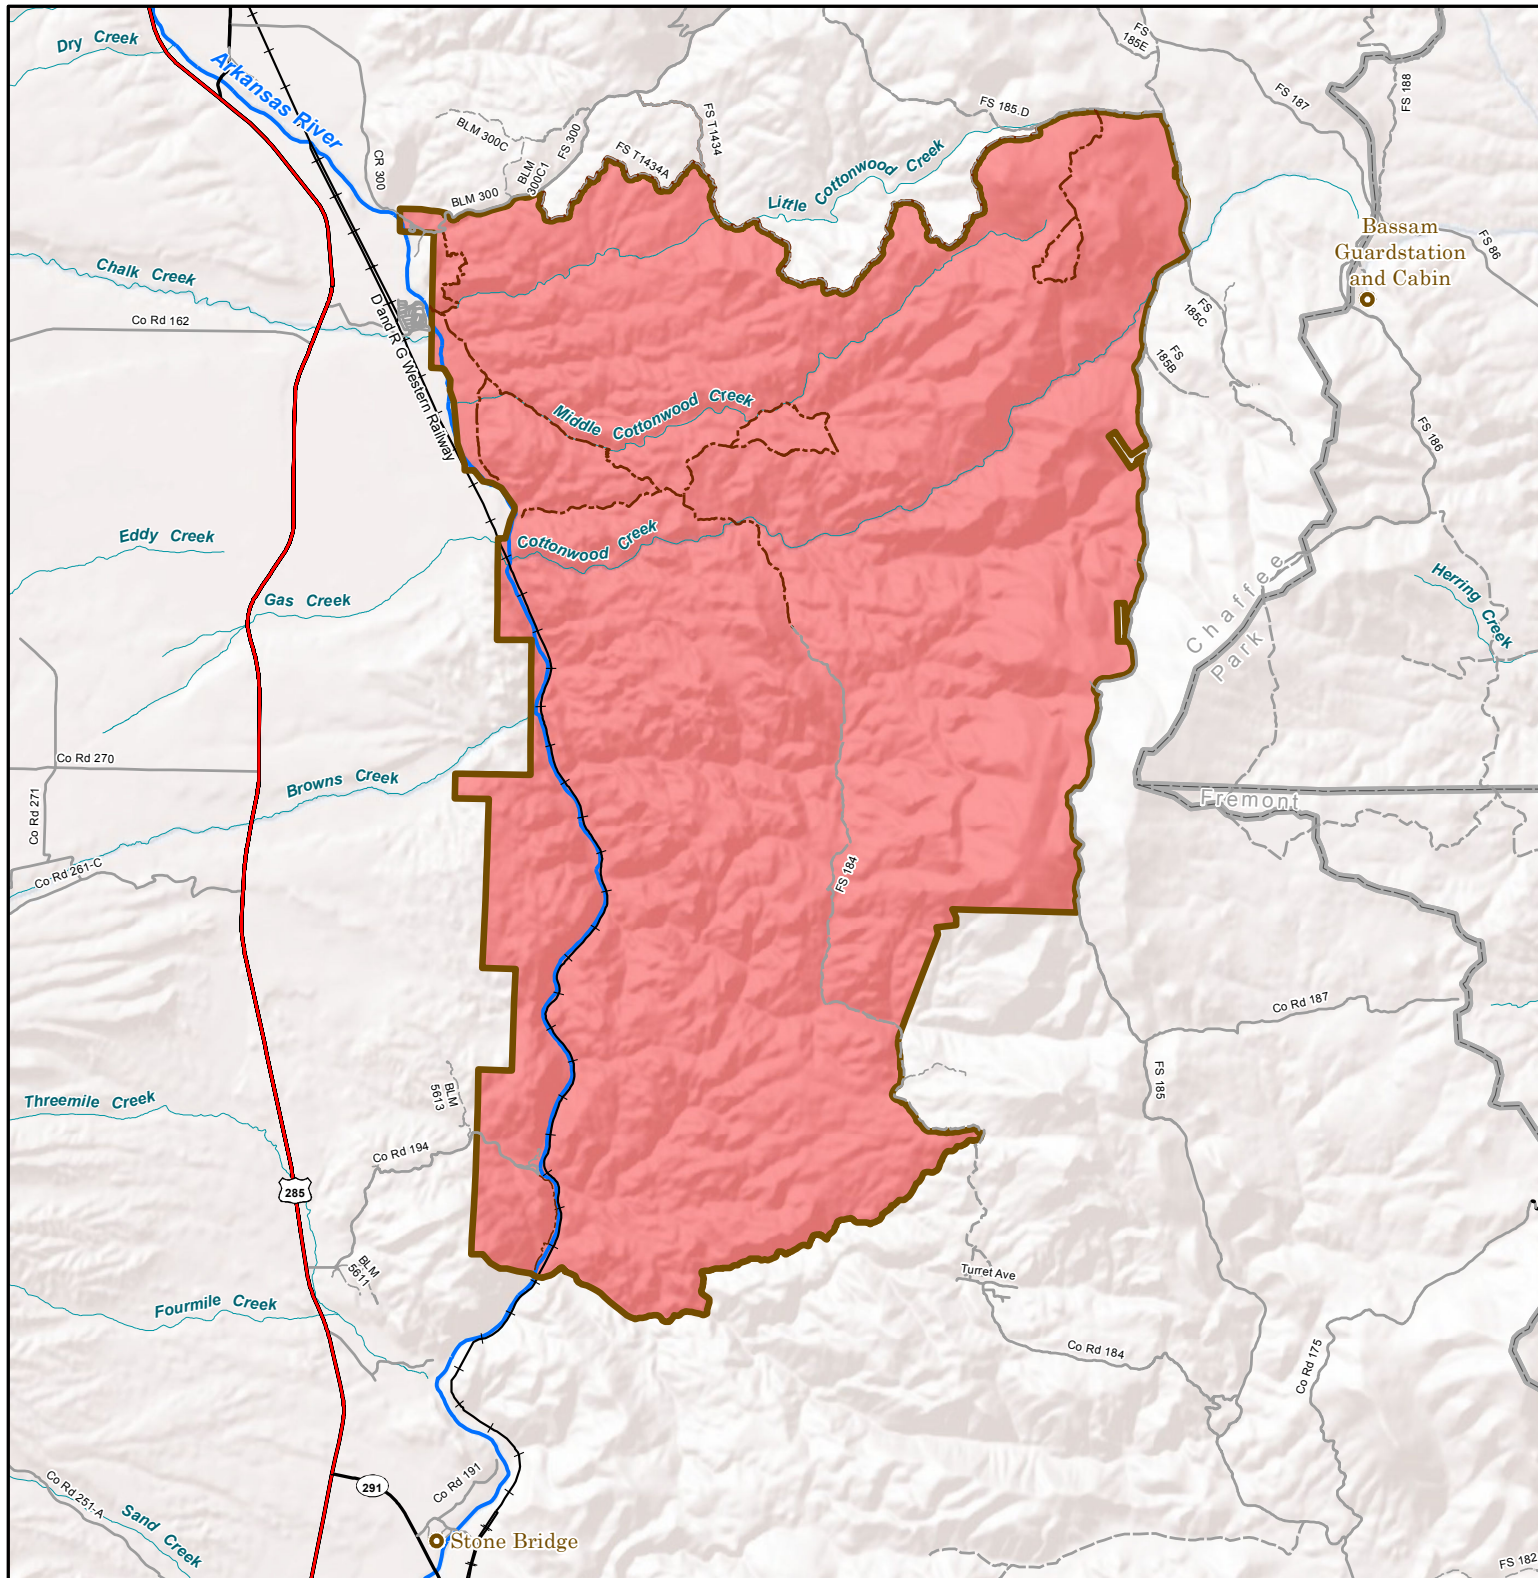 Dry Creek
Arkansas River
FS
185E
FS 187
FS 188
BLM 300C
BLM
300C1
FS 300
FS T1434
FS T1434A
FS 185.D
CR 300
BLM 300
Little Cottonwood Creek
Bassam
Guardstation
and Cabin
FS 86
Chalk Creek
Co Rd 162
D and R G Western Railway
FS
185C
FS
185B
Middle Cottonwood Creek
FS 186
Eddy Creek
Cottonwood Creek
Gas Creek
Chaffee
Park
Herring Creek
Co Rd 270
Browns Creek
Fremont
Co Rd 271
Co Rd 261-C
FS 184
Co Rd 187
Threemile Creek
BLM
5613
FS 185
Co Rd 194
285
BLM
5611
Turret Ave
Fourmile Creek
Co Rd 184
Co Rd 175
Co Rd 251-A
291
Co Rd 191
Sand Creek
Stone Bridge
FS 182